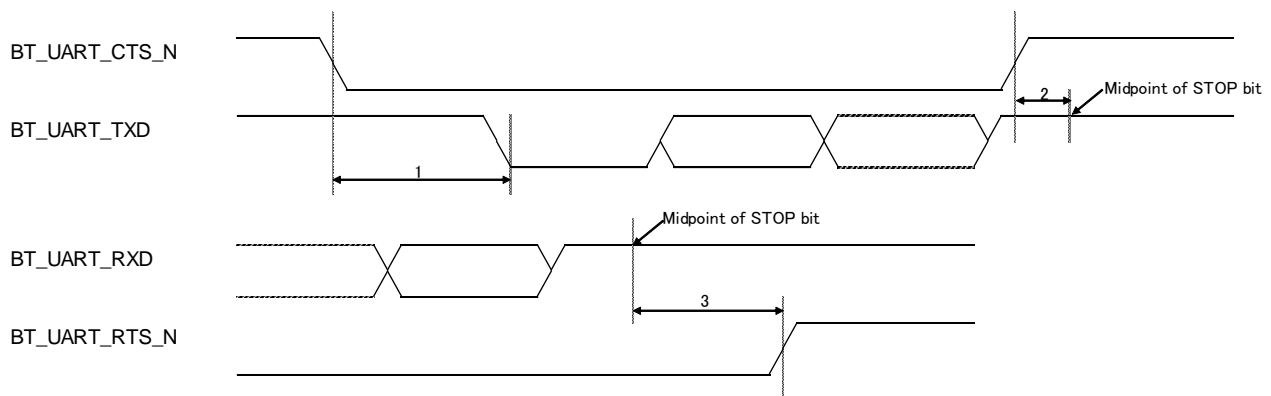 BT_UART_CTS_N
2
Midpoint of STOP bit
BT_UART_TXD
1
Midpoint of STOP bit
BT_UART_RXD
3
BT_UART_RTS_N